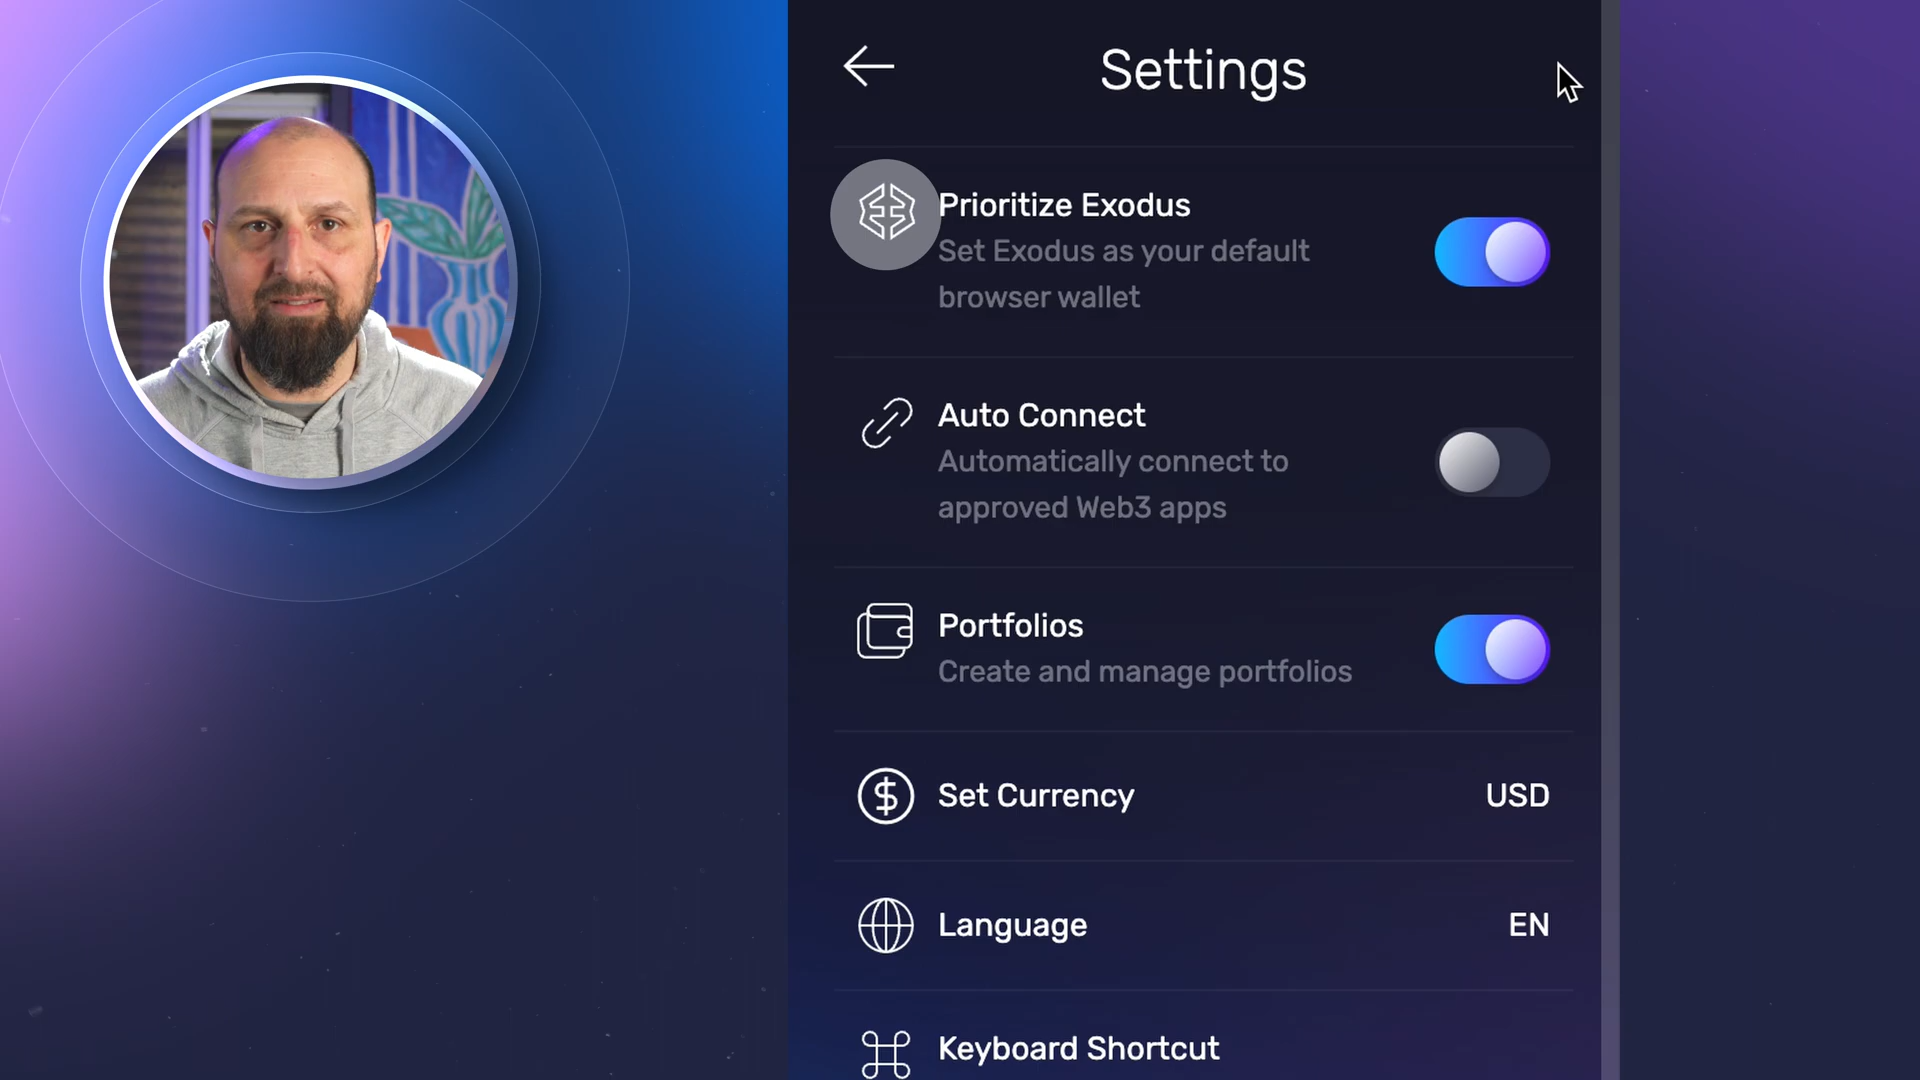 Settings
Prioritize Exodus
Set Exodus as your default
browser wallet
Auto Connect
Automatically connect to
approved Web3 apps
Portfolios
Create and manage portfolios
Set Currency
USD
Language
EN
Keyboard Shortcut